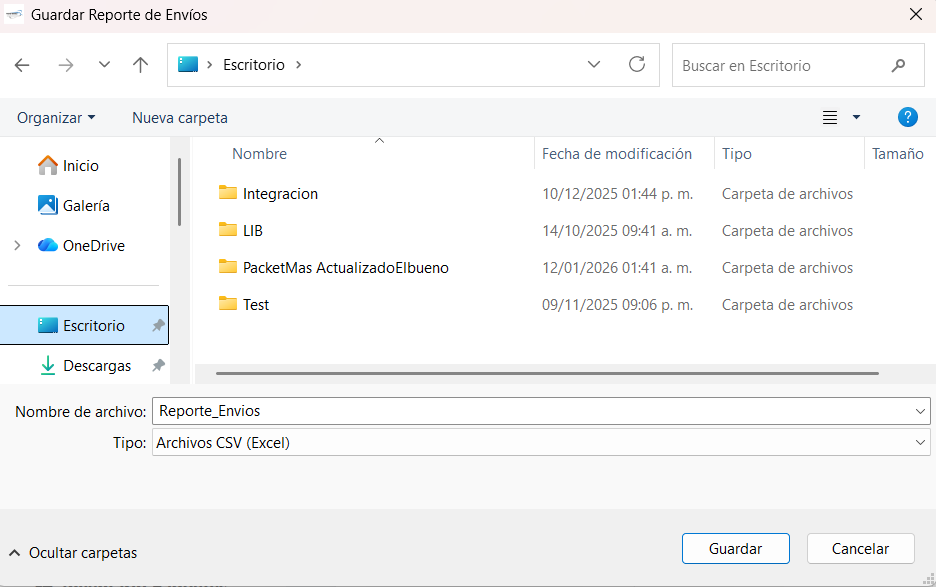 Guardar Reporte de Envíos
Escritorio
Buscar en Escritorio
Organizar
Nueva carpeta
Nombre Fecha de modificación Tipo Tamaño
Inicio
Galería
OneDrive
Escritorio
Descargas
Integracion 10/12/2025 01:44 p. m. Carpeta de archivos
LIB 14/10/2025 09:41 a. m. Carpeta de archivos
PacketMas ActualizadoElbueno 12/01/2026 01:41 a. m. Carpeta de archivos
Test 09/11/2025 09:06 p. m. Carpeta de archivos
Nombre de archivo: Reporte_Envios
Tipo: Archivos CSV (Excel)
Ocultar carpetas
Guardar
Cancelar